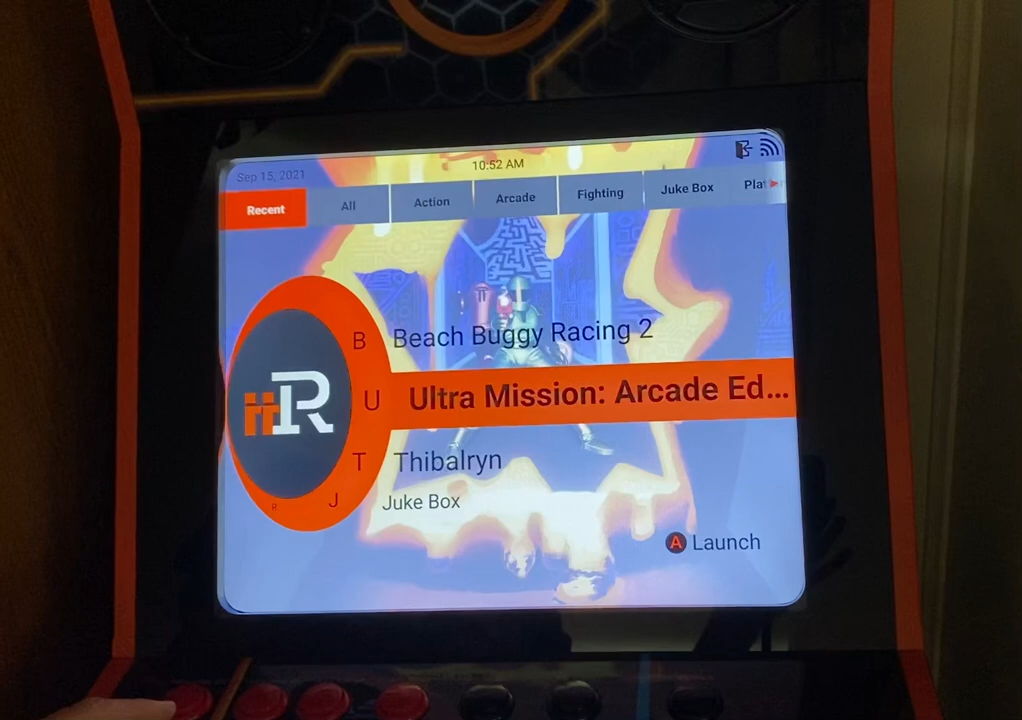 Sep 15, 2021
10:52 AM
Recent
All
Action
Arcade
Fighting
Juke Box
B Beach Buggy Racing 2
iiR
U Ultra Mission: Arcade Ed...
T Thibalryn
J Juke Box
R
A Launch